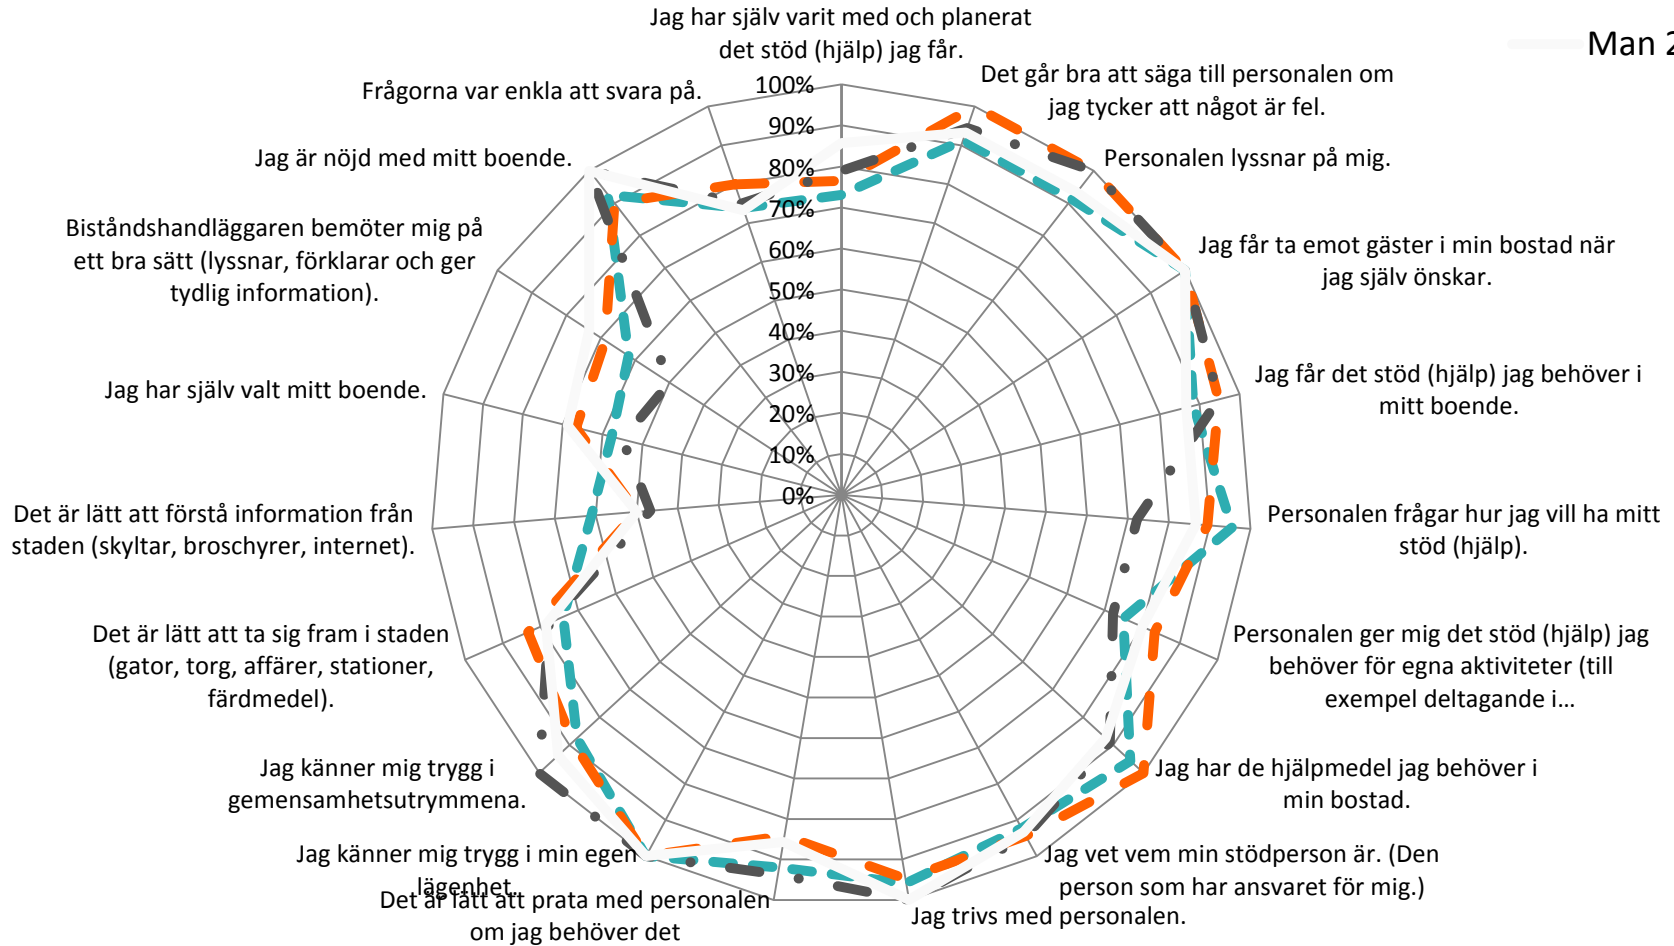 Jag har själv varit med och planerat
det stöd (hjälp) jag får.
Man 2
Det går bra att säga till personalen om
jag tycker att något är fel.
Personalen lyssnar på mig.
Jag får ta emot gäster i min bostad när
jag själv önskar.
Jag får det stöd (hjälp) jag behöver i
mitt boende.
Personalen frågar hur jag vill ha mitt
stöd (hjälp).
Personalen ger mig det stöd (hjälp) jag
behöver för egna aktiviteter (till
exempel deltagande i...
Jag har de hjälpmedel jag behöver i
min bostad.
Jag vet vem min stödperson är. (Den
person som har ansvaret för mig.)
Jag trivs med personalen.
Det är lätt att prata med personalen
om jag behöver det
Jag känner mig trygg i min egen
lägenhet.
Jag känner mig trygg i
gemensamhetsutrymmena.
Det är lätt att ta sig fram i staden
(gator, torg, affärer, stationer,
färdmedel).
Det är lätt att förstå information från
staden (skyltar, broschyrer, internet).
Jag har själv valt mitt boende.
Biståndshandläggaren bemöter mig på
ett bra sätt (lyssnar, förklarar och ger
tydlig information).
Jag är nöjd med mitt boende.
Frågorna var enkla att svara på.
100%
90%
80%
70%
60%
50%
40%
30%
20%
10%
0%